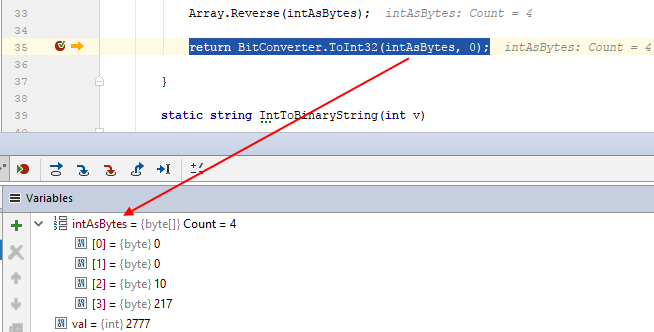 33 Array.Reverse(intAsBytes); intAsBytes: Count = 4
34
35 return BitConverter.ToInt32(intAsBytes, 0); intAsBytes: Count = 4
36
37 }
38
39 static string IntToBinaryString(int v)
Variables
intAsBytes = {byte[]} Count = 4
[0] = {byte} 0
[1] = {byte} 0
[2] = {byte} 10
[3] = {byte} 217
val = {int} 2777